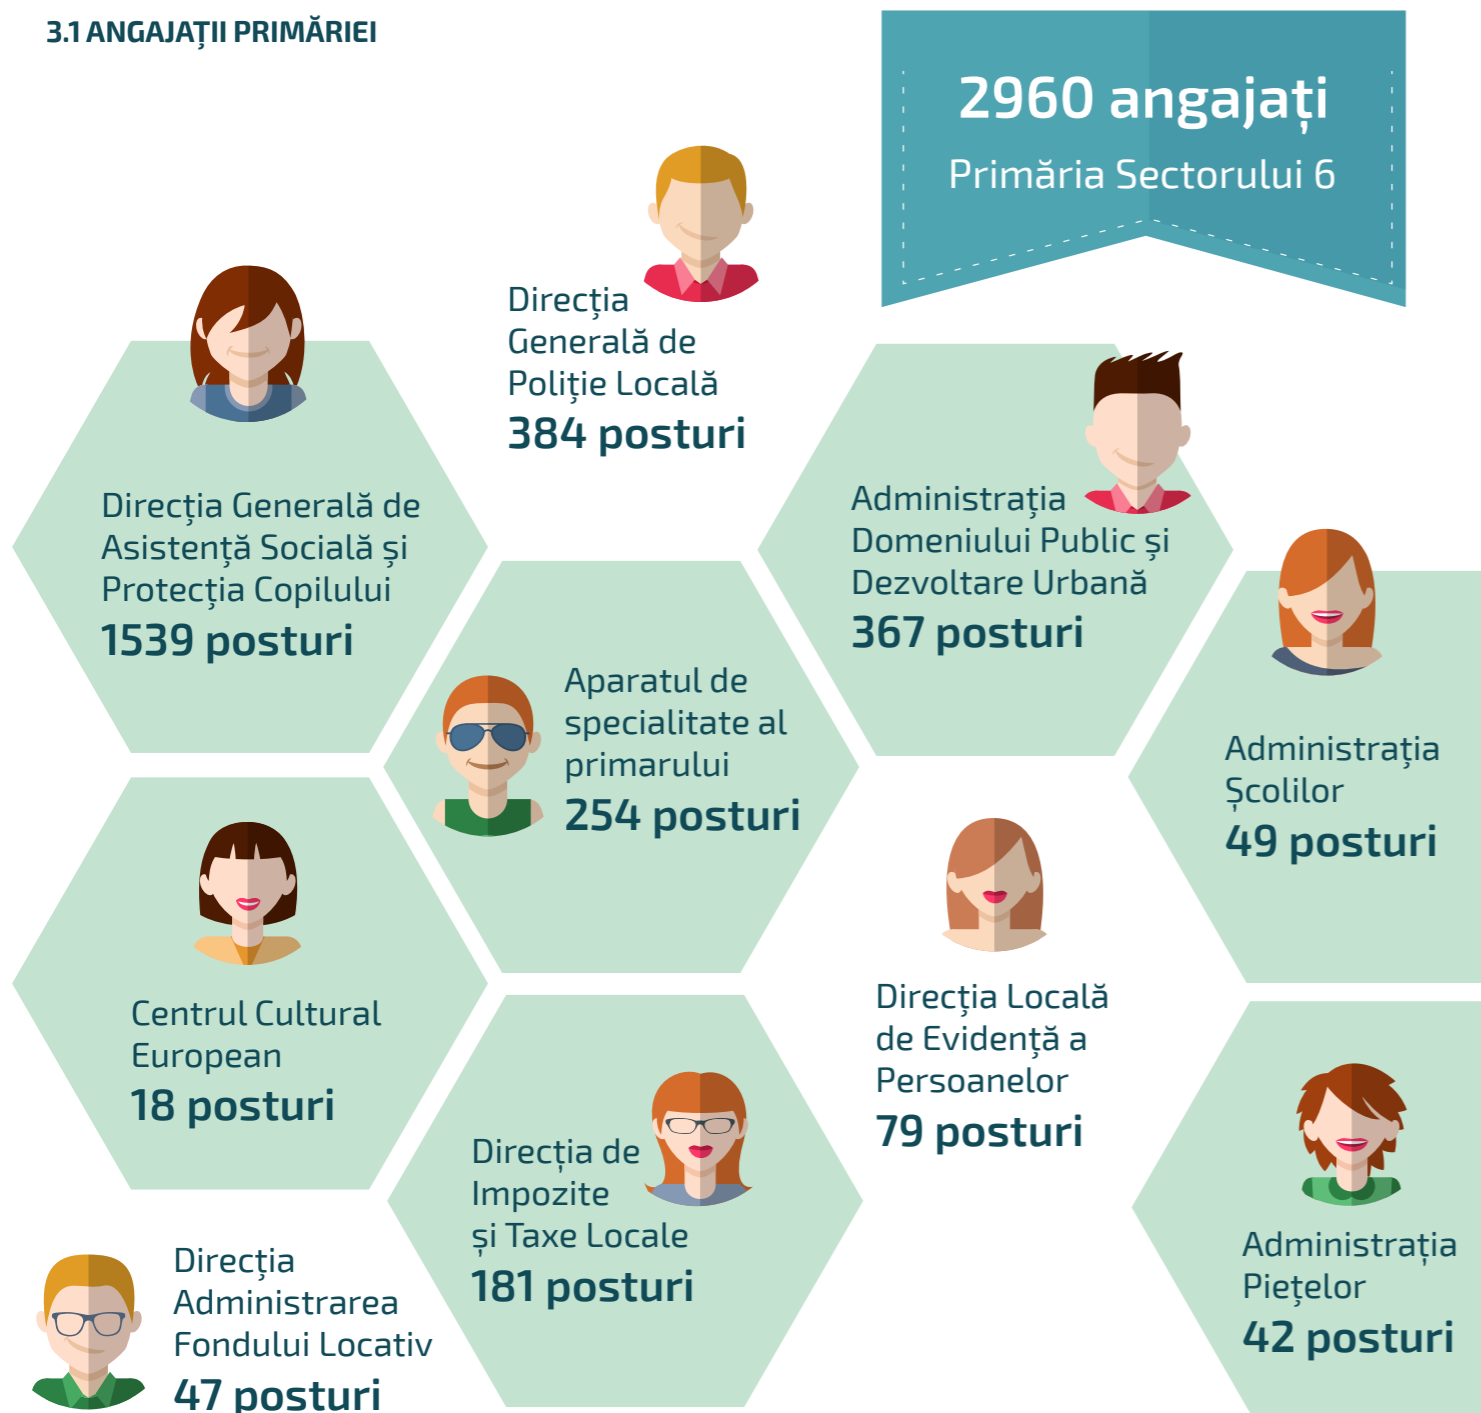 3.1 ANGAJAȚII PRIMĂRIEI
2960 angajați
Primăria Sectorului 6
Direcția
Generală de
Poliție Locală
384 posturi
Direcția Generală de
Asistență Socială și
Protecția Copilului
1539 posturi
Administrația
Domeniului Public și
Dezvoltare Urbană
367 posturi
Aparatul de
specialitate al
primarului
254 posturi
Administrația
Școlilor
49 posturi
Centrul Cultural
European
18 posturi
Direcția Locală
de Evidență a
Persoanelor
79 posturi
Direcția de
Impozite
și Taxe Locale
181 posturi
Administrația
Piețelor
42 posturi
Direcția
Administrarea
Fondului Locativ
47 posturi